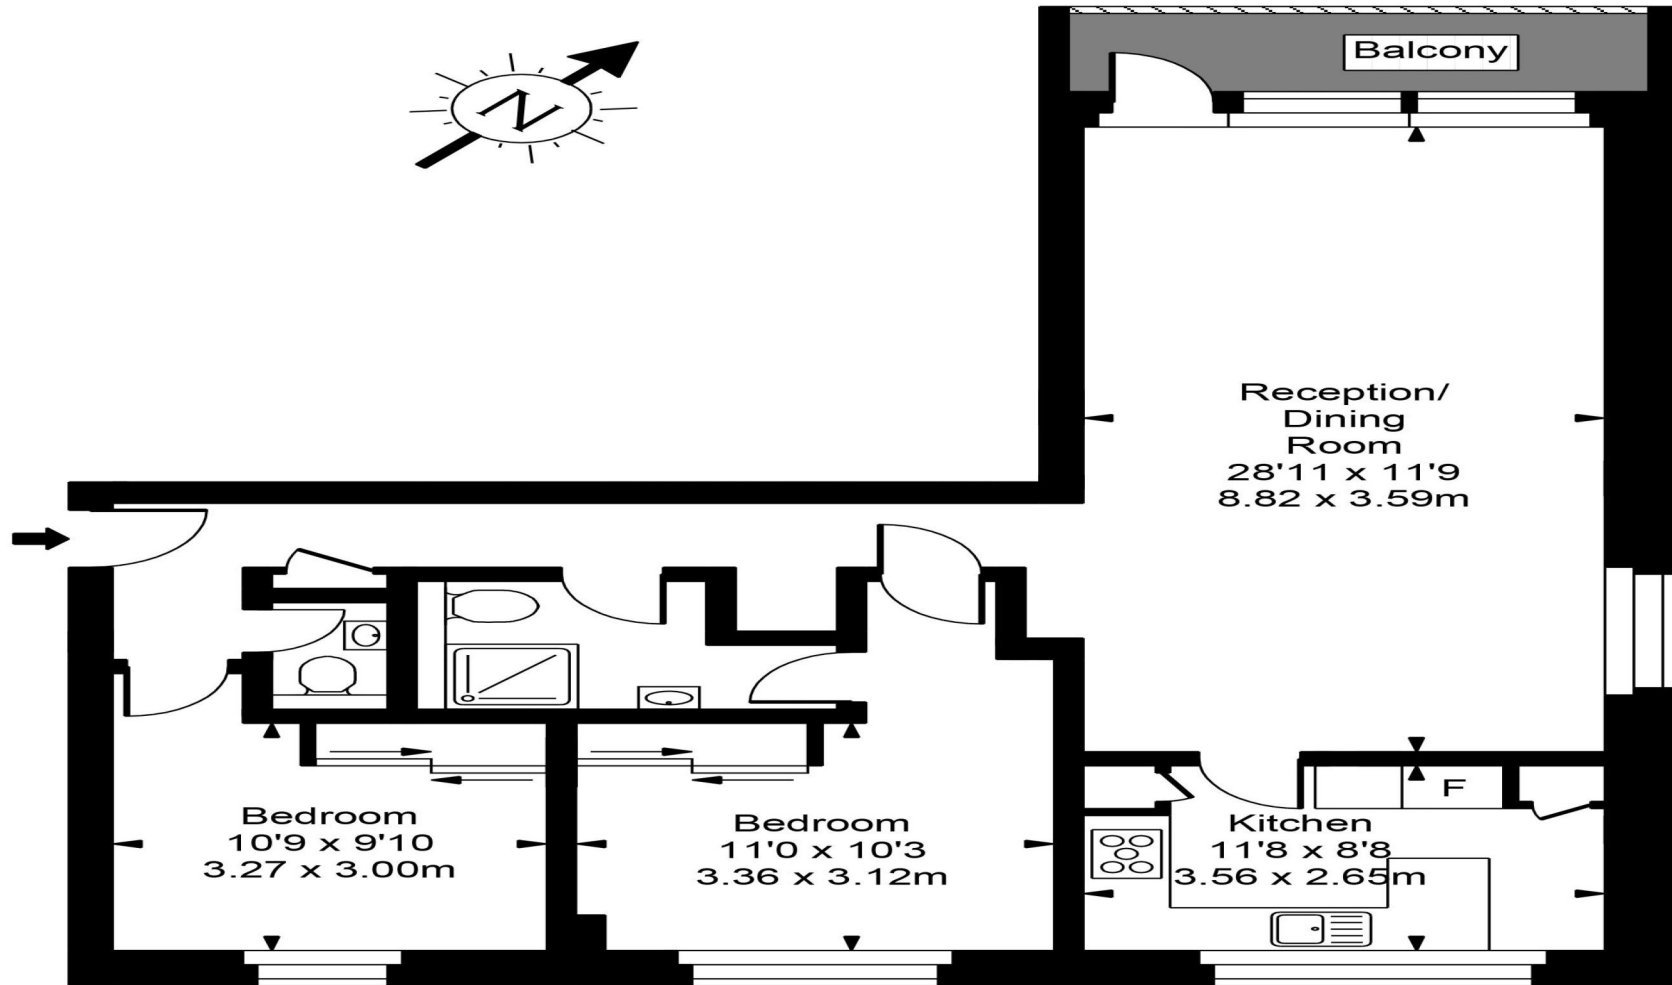 Balcony
N
Reception/
Dining
Room
28'11 x 11'9
8.82 x 3.59m
Bedroom
10'9 x 9'10
3.27 x 3.00m
Bedroom
11'0 x 10'3
3.36 x 3.12m
F
Kitchen
11'8 x 8'8
3.56 x 2.65m